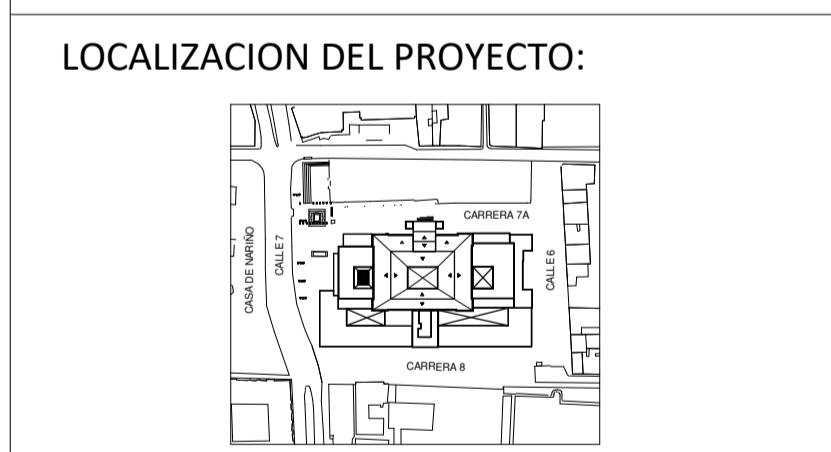 LOCALIZACION DEL PROYECTO:
CARRERA 7A
CASA DE NARIÑO
CALLE 7
CALLE 6
CARRERA 8